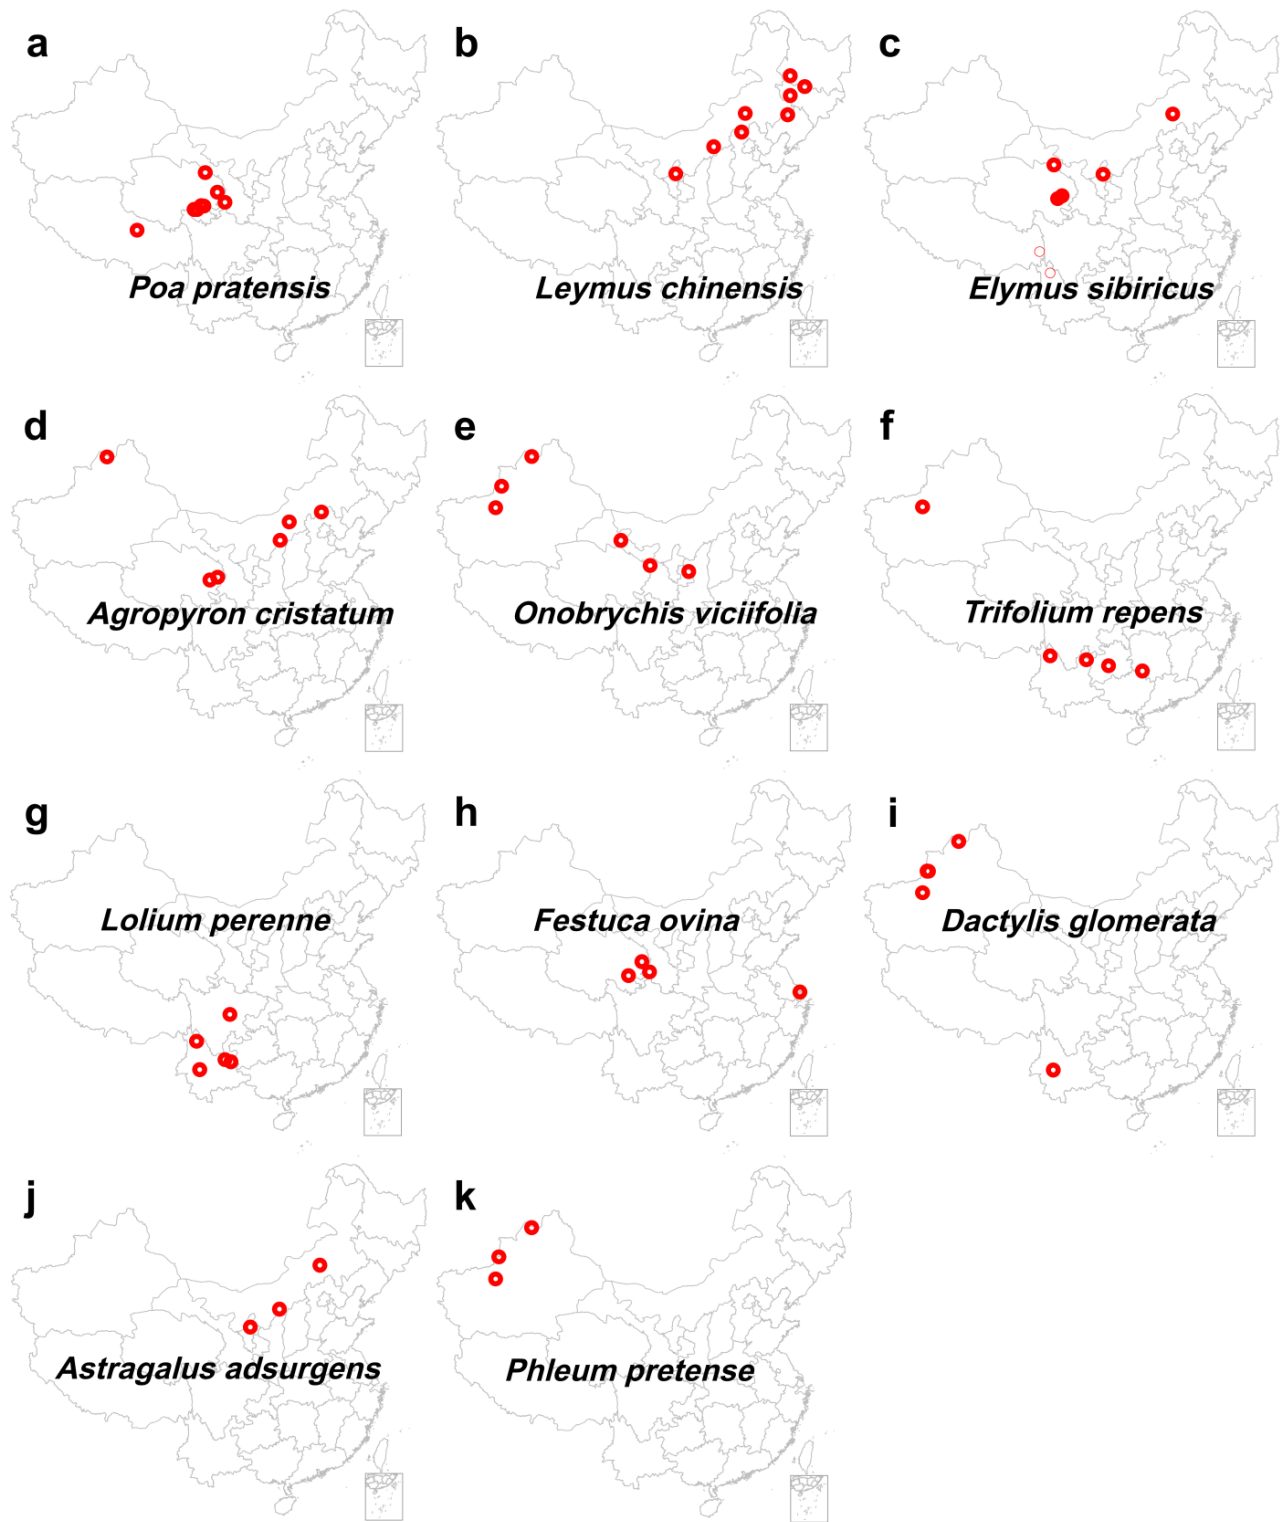 a
b
c
Poa pratensis
Leymus chinensis
Elymus sibiricus
d
e
f
Agropyron cristatum
Onobrychis viciifolia
Trifolium repens
g
h
i
Lolium perenne
Festuca ovina
Dactylis glomerata
j
k
Astragalus adsurgens
Phleum pretense